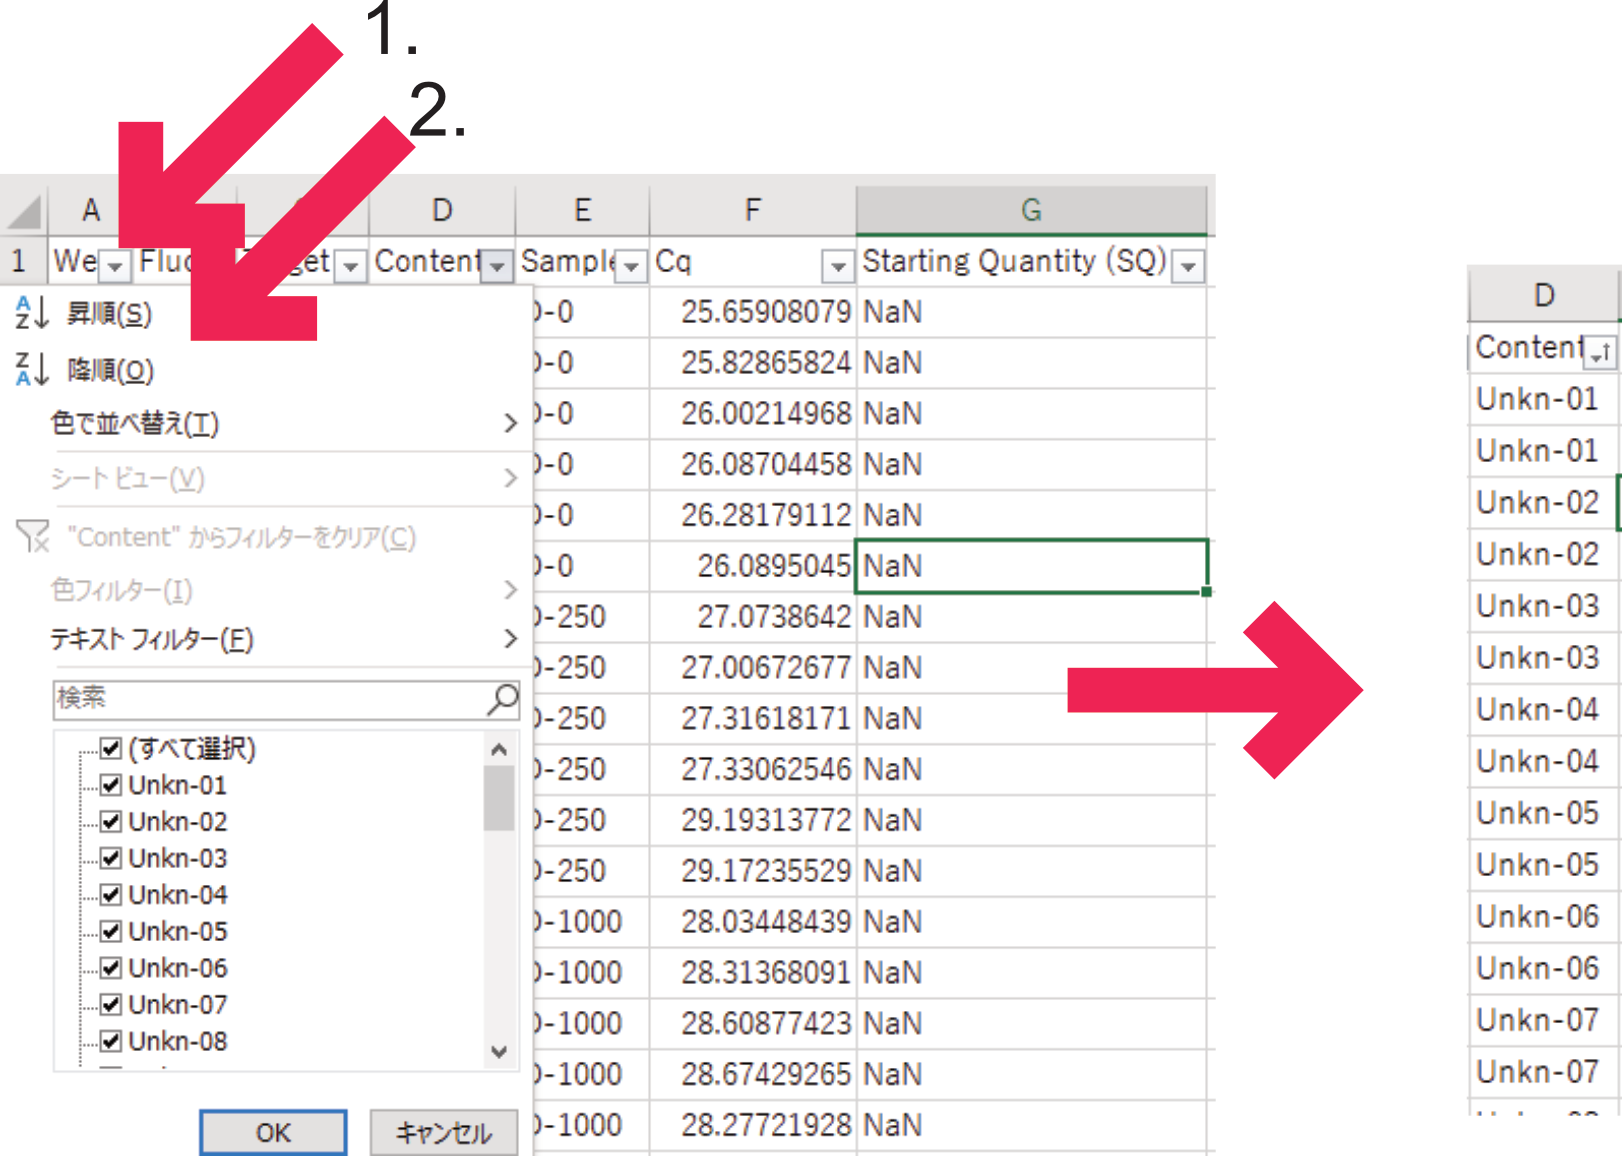 1.
2.
A D E F G
1 We Fluo get Content Sample Cq Starting Quantity (SQ)
昇順(S)
降順(O)
色で並べ替え(T)
シート ビュー(V)
"Content" からフィルターをクリア(C)
色フィルター(I)
テキスト フィルター(F)
検索
(すべて選択)
Unkn-01
Unkn-02
Unkn-03
Unkn-04
Unkn-05
Unkn-06
Unkn-07
Unkn-08
OK キャンセル
-0 25.65908079 NaN
-0 25.82865824 NaN
-0 26.00214968 NaN
-0 26.08704458 NaN
-0 26.28179112 NaN
-0 26.0895045 NaN
-250 27.0738642 NaN
-250 27.00672677 NaN
-250 27.31618171 NaN
-250 27.33062546 NaN
-250 29.19313772 NaN
-250 29.17235529 NaN
-1000 28.03448439 NaN
-1000 28.31368091 NaN
-1000 28.60877423 NaN
-1000 28.67429265 NaN
-1000 28.27721928 NaN
D
Content
Unkn-01
Unkn-01
Unkn-02
Unkn-02
Unkn-03
Unkn-03
Unkn-04
Unkn-04
Unkn-05
Unkn-05
Unkn-06
Unkn-06
Unkn-07
Unkn-07